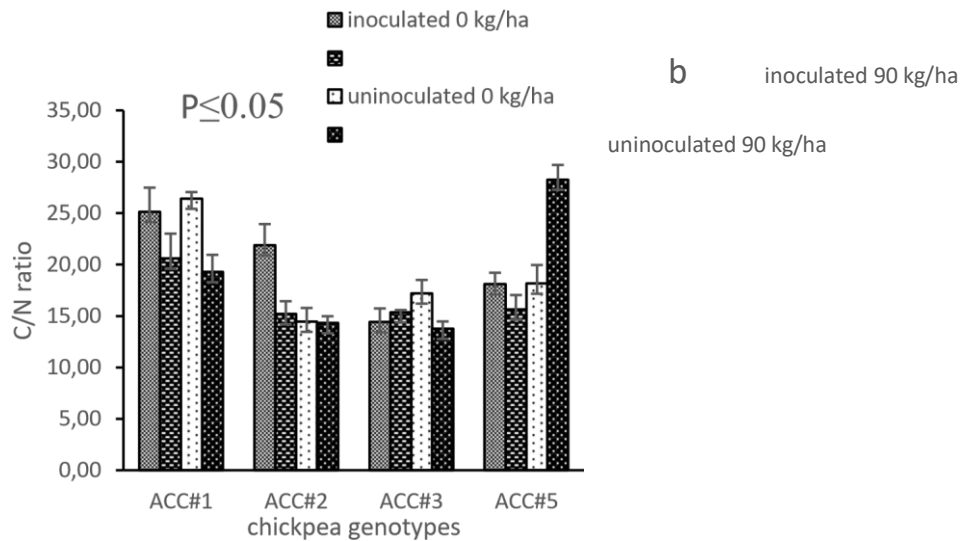 inoculated 0 kg/ha
b
inoculated 90 kg/ha
uninoculated 0 kg/ha
P≤0.05
uninoculated 90 kg/ha
35,00
30,00
25,00
20,00
15,00
10,00
5,00
0,00
C/N ratio
ACC#1 ACC#2 ACC#3 ACC#5
chickpea genotypes